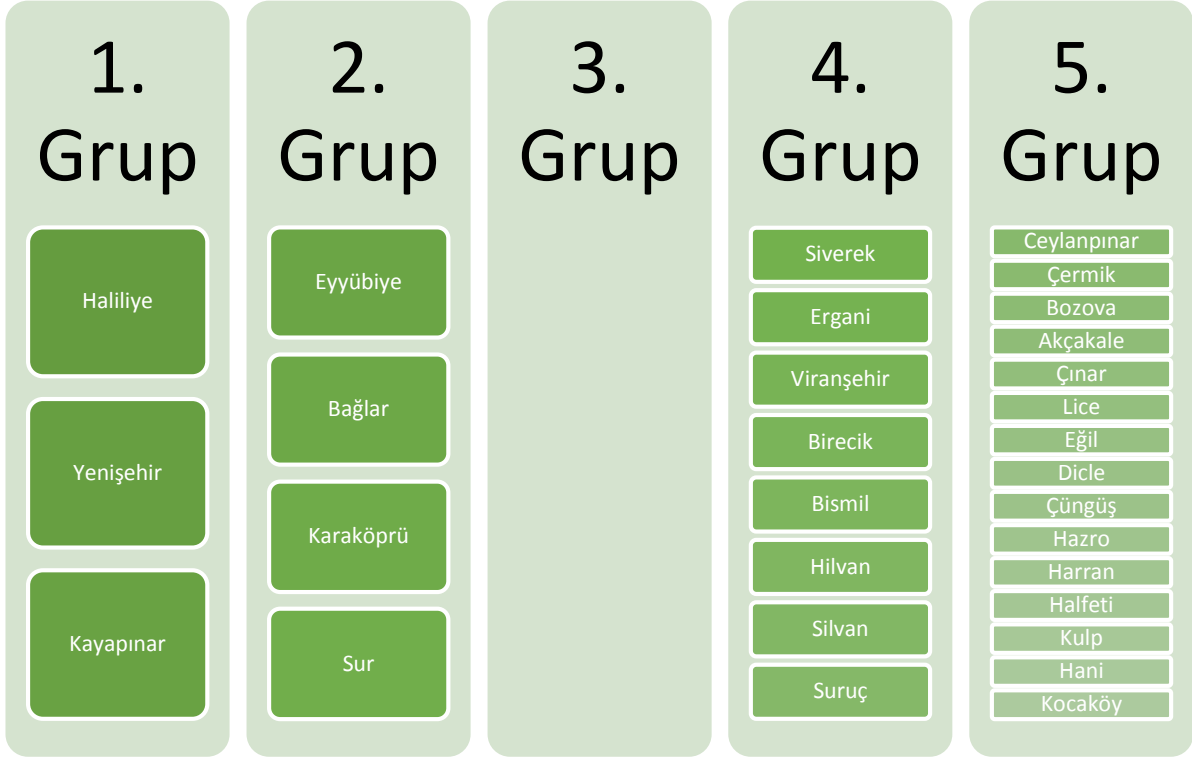 1.
Grup
Haliliye
Yenişehir
Kayapınar
2.
Grup
Eyyübiye
Bağlar
Karaköprü
Sur
3.
Grup
4.
Grup
Siverek
Ergani
Viranşehir
Birecik
Bismil
Hilvan
Silvan
Suruç
5.
Grup
Ceylanpınar
Çermik
Bozova
Akçakale
Çınar
Lice
Eğil
Dicle
Çüngüş
Hazro
Harran
Halfeti
Kulp
Hani
Kocaköy